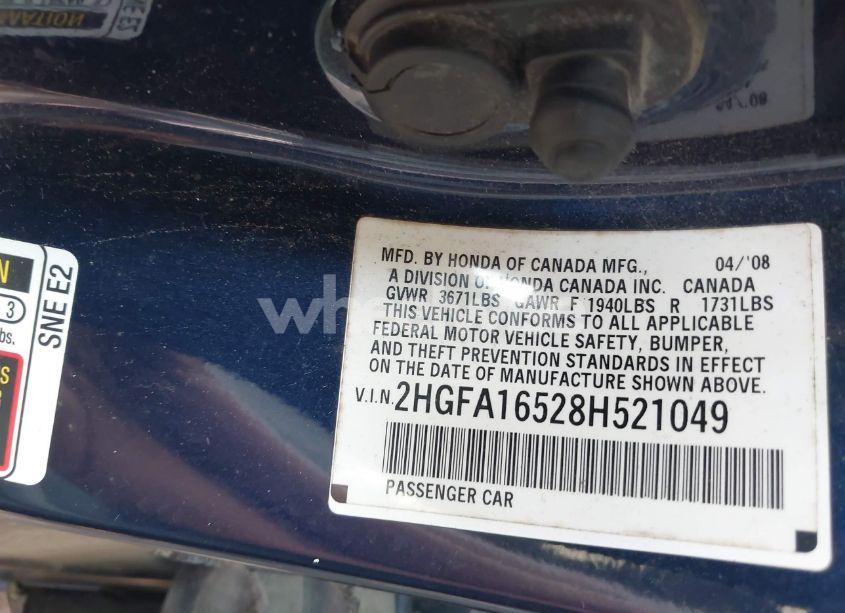 MFD. BY HONDA OF CANADA MFG., 04/'08
A DIVISION OF HONDA CANADA INC. CANADA
GVWR 3671LBS GAWR F 1940LBS R 1731LBS
THIS VEHICLE CONFORMS TO ALL APPLICABLE
FEDERAL MOTOR VEHICLE SAFETY, BUMPER,
AND THEFT PREVENTION STANDARDS IN EFFECT
ON THE DATE OF MANUFACTURE SHOWN ABOVE.
V.I.N. 2HGFA16528H521049
PASSENGER CAR
SNE E2
N
3
bs.
S